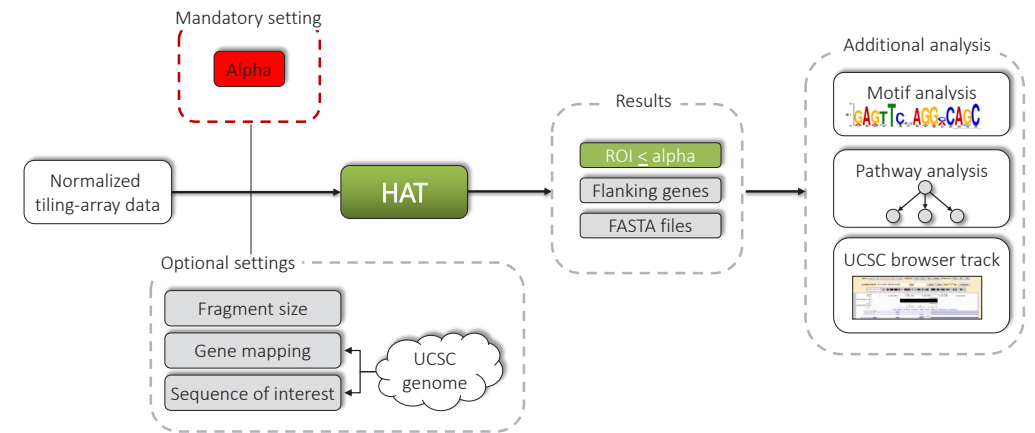 Mandatory setting
Alpha
Normalized
tiling-array data
HAT
Optional settings
Fragment size
Gene mapping
Sequence of interest
UCSC
genome
Results
ROI ≤ alpha
Flanking genes
FASTA files
Additional analysis
Motif analysis
Pathway analysis
UCSC browser track